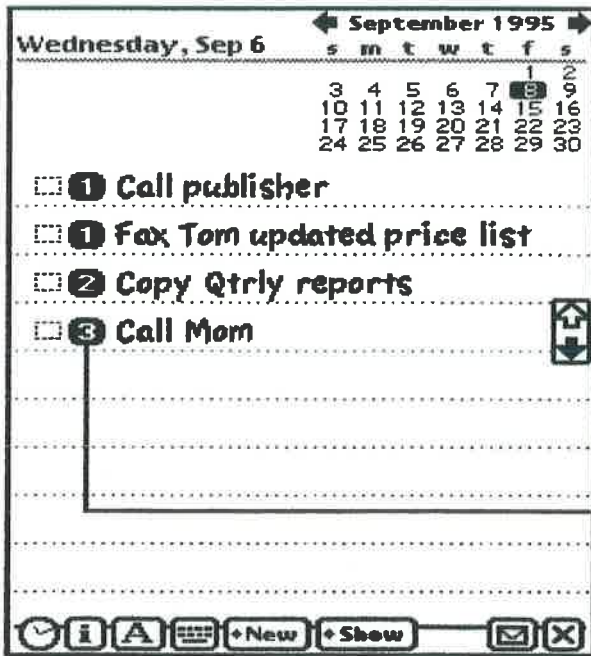 September 1995
Wednesday, Sep 6
s m t w t f s
1 2
3 4 5 6 7 8 9
10 11 12 13 14 15 16
17 18 19 20 21 22 23
24 25 26 27 28 29 30
1 Call publisher
1 Fax Tom updated price list
2 Copy Qtrly reports
3 Call Mom
i A New Show